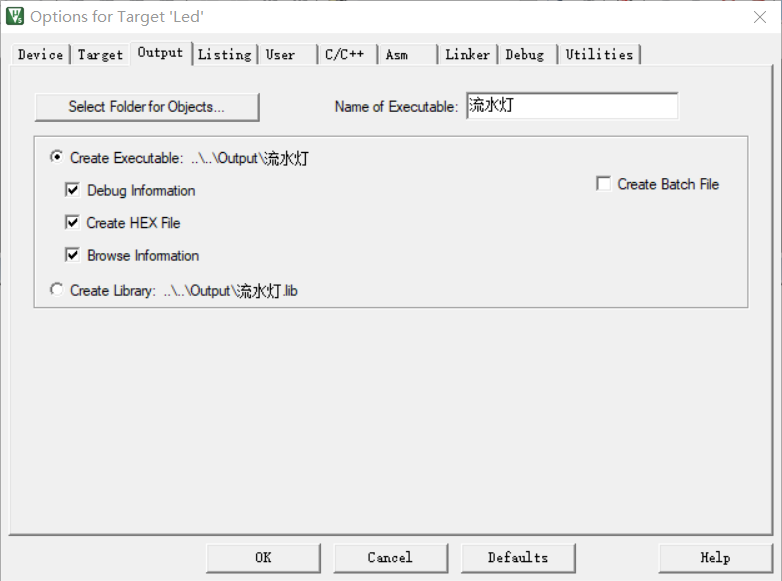 Options for Target 'Led'
Device Target Output Listing User C/C++ Asm Linker Debug Utilities
Select Folder for Objects... Name of Executable: 流水灯
Create Executable: ..\..\Output\流水灯
Debug Information Create Batch File
Create HEX File
Browse Information
Create Library: ..\..\Output\流水灯.lib
OK Cancel Defaults Help